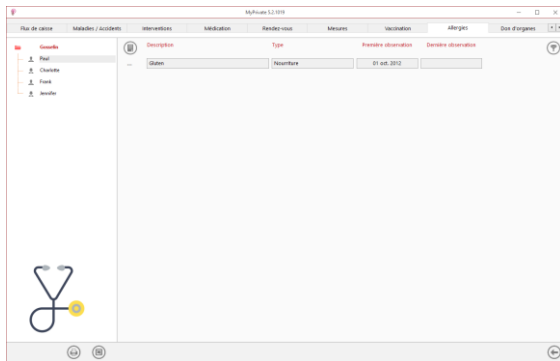 MyPrivate 5.2.1019
Flux de caisse Maladies / Accidents Interventions Médication Rendez-vous Mesures Vaccination Allergies Don d'organes
Gosselin
Paul
Charlotte
Frank
Jennifer
Description Type Première observation Dernière observation
... Gluten Nourriture 01 oct. 2012